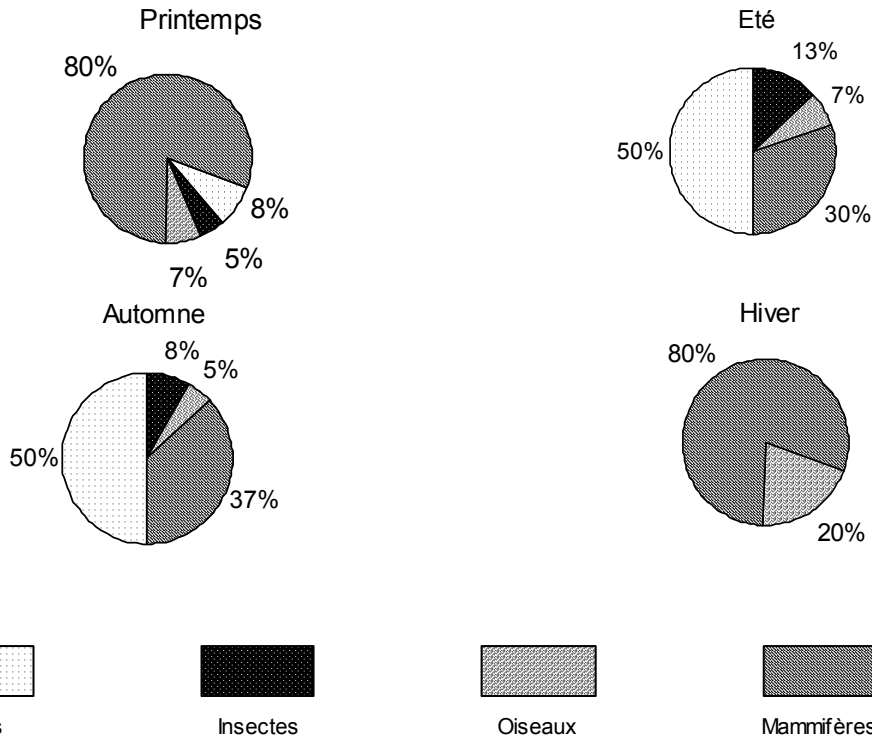 Printemps
80%
8%
5%
7%
Eté
13%
7%
50%
30%
Automne
8%
5%
50%
37%
Hiver
80%
20%
Insectes
Oiseaux
Mammifères